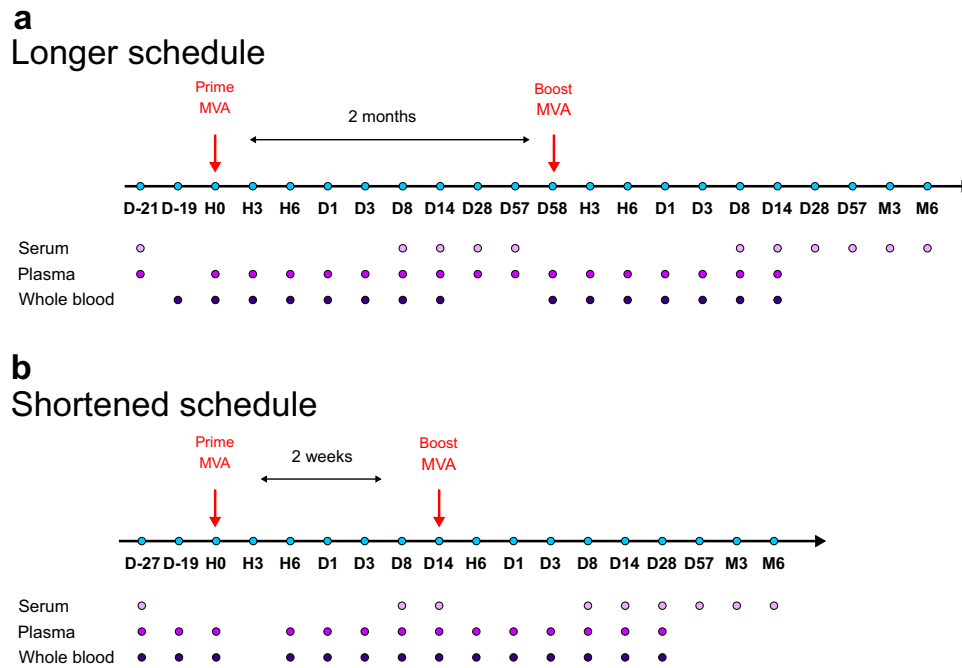 a
Longer schedule
Prime
MVA
2 months
Boost
MVA
D-21 D-19 H0 H3 H6 D1 D3 D8 D14 D28 D57 D58 H3 H6 D1 D3 D8 D14 D28 D57 M3 M6
Serum
Plasma
Whole blood
b
Shortened schedule
Prime
MVA
2 weeks
Boost
MVA
D-27 D-19 H0 H3 H6 D1 D3 D8 D14 H6 D1 D3 D8 D14 D28 D57 M3 M6
Serum
Plasma
Whole blood